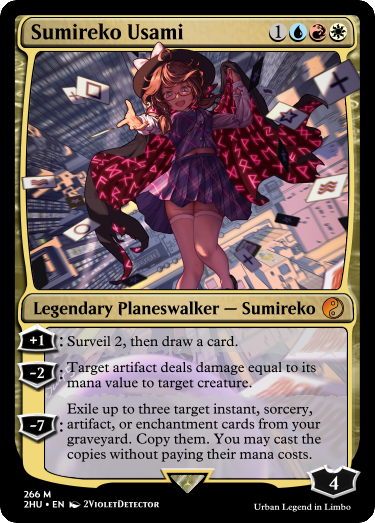 Sumireko Usami 1
Legendary Planeswalker — Sumireko
+1: Surveil 2, then draw a card.
-2: Target artifact deals damage equal to its
mana value to target creature.
-7: Exile up to three target instant, sorcery,
artifact, or enchantment cards from your
graveyard. Copy them. You may cast the
copies without paying their mana costs.
4
266 M
2HU • EN 2VioletDetector
Urban Legend in Limbo